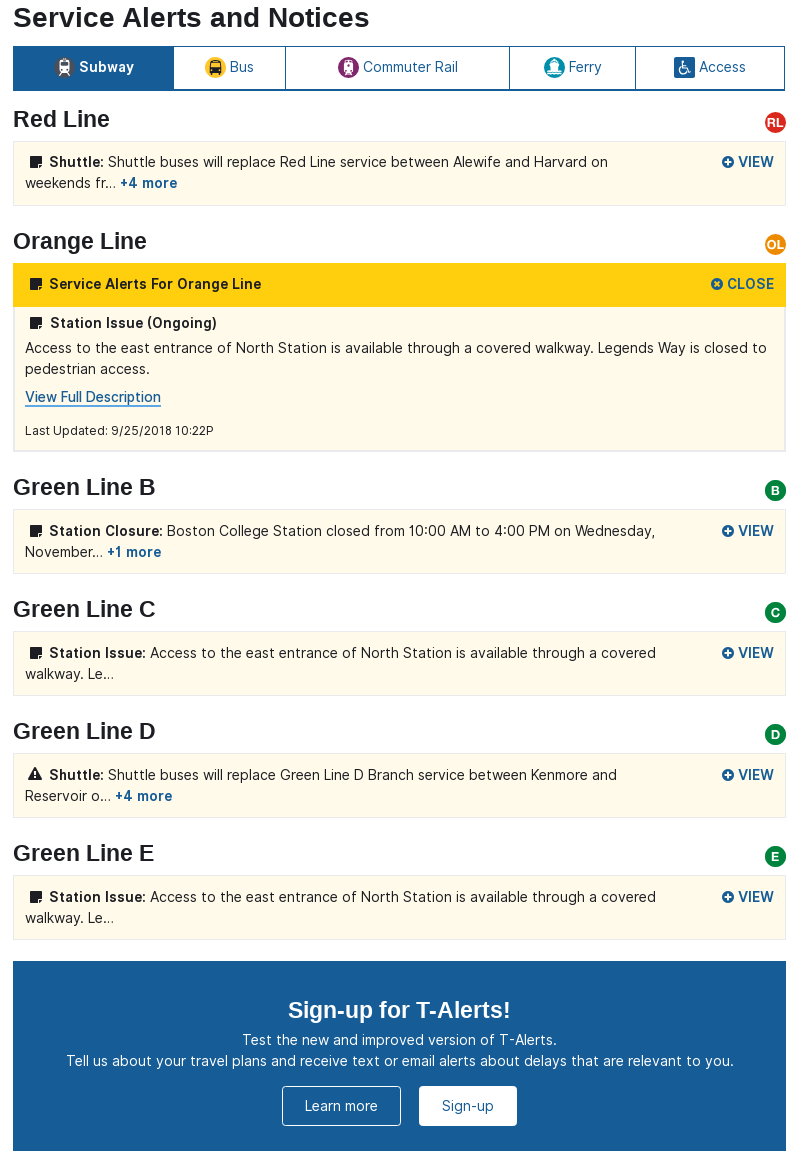 Service Alerts and Notices
Subway Bus Commuter Rail Ferry Access
Red Line RL
Shuttle: Shuttle buses will replace Red Line service between Alewife and Harvard on VIEW
weekends fr... +4 more
Orange Line OL
Service Alerts For Orange Line CLOSE
Station Issue (Ongoing)
Access to the east entrance of North Station is available through a covered walkway. Legends Way is closed to
pedestrian access.
View Full Description
Last Updated: 9/25/2018 10:22P
Green Line B B
Station Closure: Boston College Station closed from 10:00 AM to 4:00 PM on Wednesday, VIEW
November... +1 more
Green Line C C
Station Issue: Access to the east entrance of North Station is available through a covered VIEW
walkway. Le...
Green Line D D
Shuttle: Shuttle buses will replace Green Line D Branch service between Kenmore and VIEW
Reservoir o... +4 more
Green Line E E
Station Issue: Access to the east entrance of North Station is available through a covered VIEW
walkway. Le...
Sign-up for T-Alerts!
Test the new and improved version of T-Alerts.
Tell us about your travel plans and receive text or email alerts about delays that are relevant to you.
Learn more Sign-up